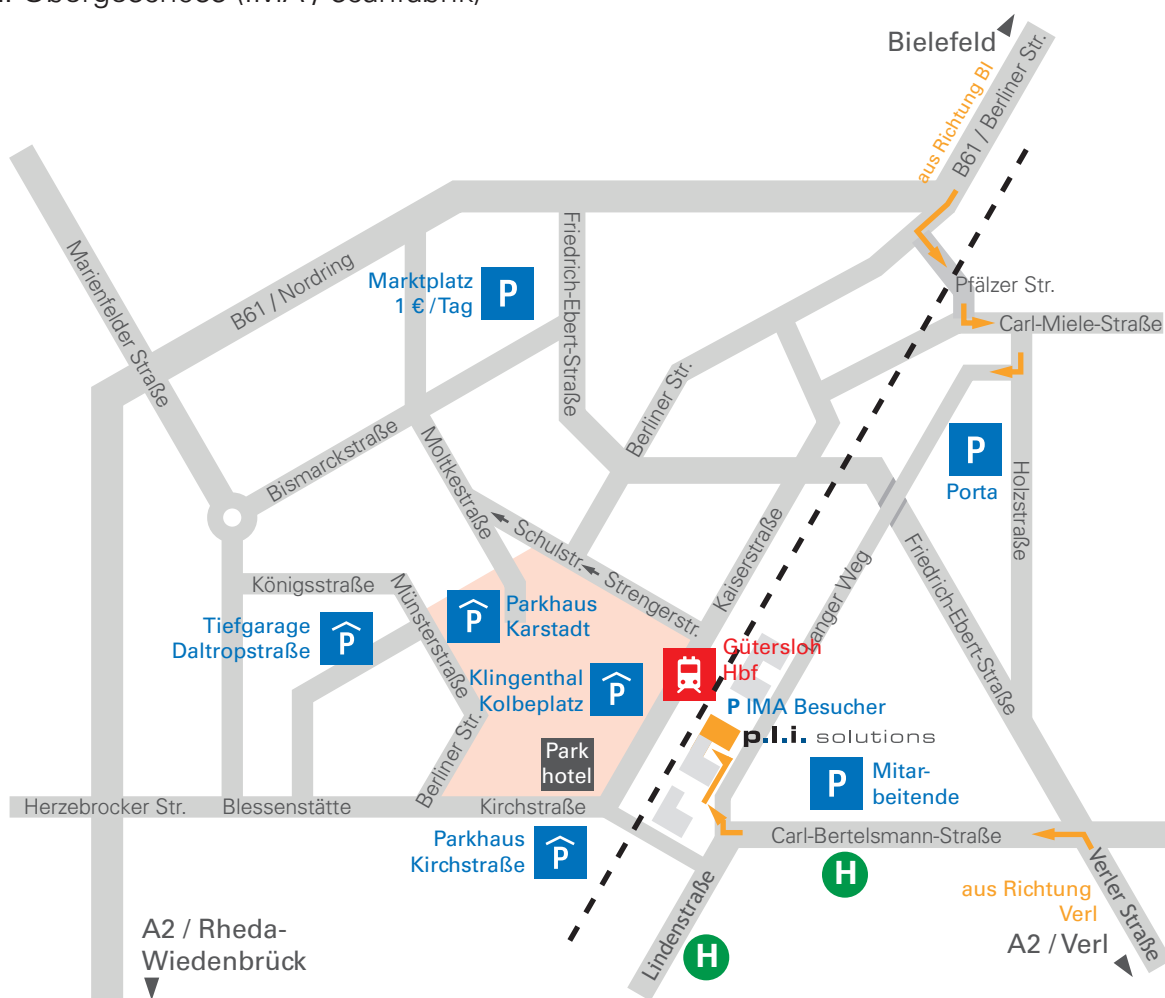 Bielefeld
aus Richtung BI
B61 / Berliner Str.
Marienfelder Straße
B61 / Nordring
Marktplatz
1 € /Tag
P
Friedrich-Ebert-Straße
Pfälzer Str.
Carl-Miele-Straße
Berliner Str.
Bismarckstraße
Moltkestraße
P
Porta
Holzstraße
Schulstr.
Strengerstr.
Kaiserstraße
Langer Weg
Friedrich-Ebert-Straße
Königsstraße
Münsterstraße
Tiefgarage
Daltropstraße
P
P
Parkhaus
Karstadt
Klingenthal
Kolbeplatz
P
Gütersloh
Hbf
P IMA Besucher
p.l.i. solutions
Park
hotel
P
Mitar-
beitende
Berliner Str.
Herzebrocker Str.
Blessenstätte
Kirchstraße
Carl-Bertelsmann-Straße
Parkhaus
Kirchstraße
P
H
Lindenstraße
H
aus Richtung
Verl
Verler Straße
A2 / Verl
A2 / Rheda-
Wiedenbrück